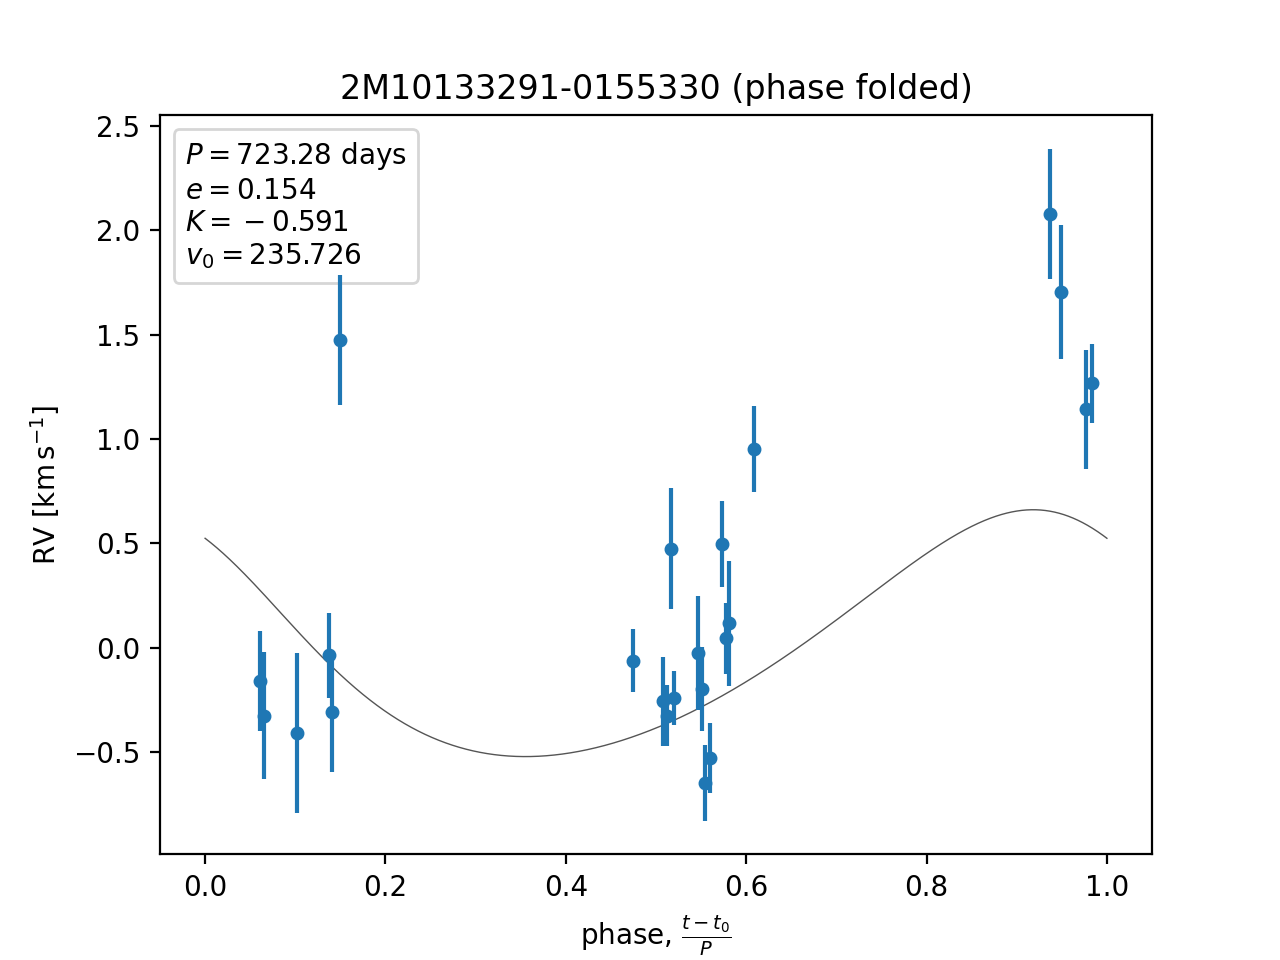 2M10133291-0155330 (phase folded)
P = 723.28 days
e = 0.154
K = −0.591
v₀ = 235.726
2.5
2.0
1.5
1.0
0.5
0.0
−0.5
RV [km s⁻¹]
0.0 0.2 0.4 0.6 0.8 1.0
phase, (t − t₀)/P